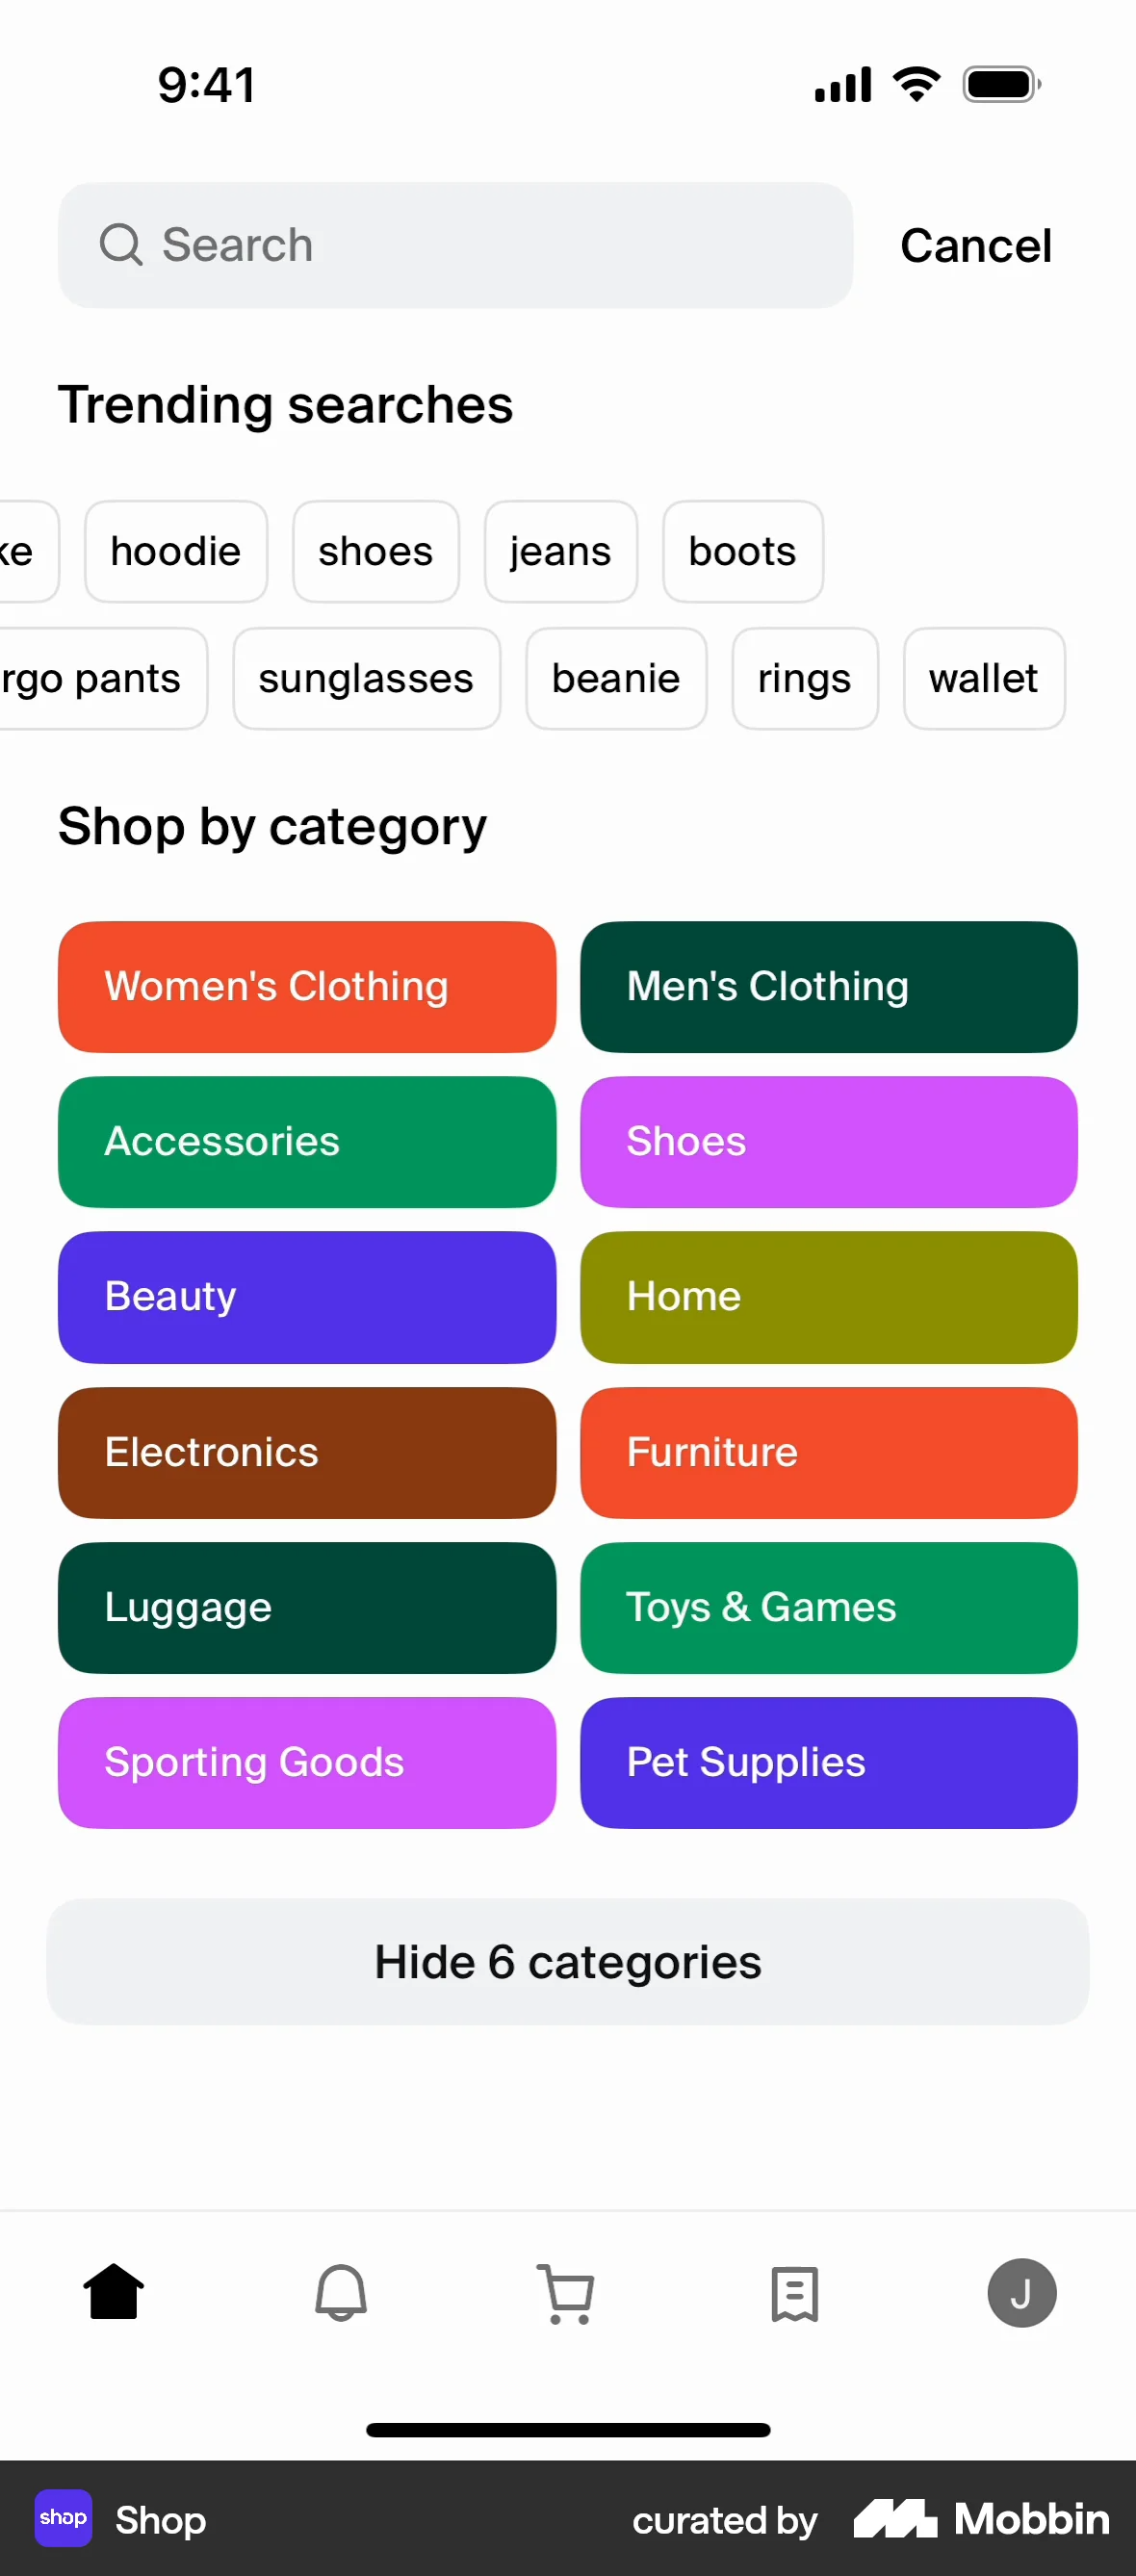 9:41
Search Cancel
Trending searches
ke hoodie shoes jeans boots
rgo pants sunglasses beanie rings wallet
Shop by category
Women's Clothing Men's Clothing
Accessories Shoes
Beauty Home
Electronics Furniture
Luggage Toys & Games
Sporting Goods Pet Supplies
Hide 6 categories
J
shop Shop curated by Mobbin